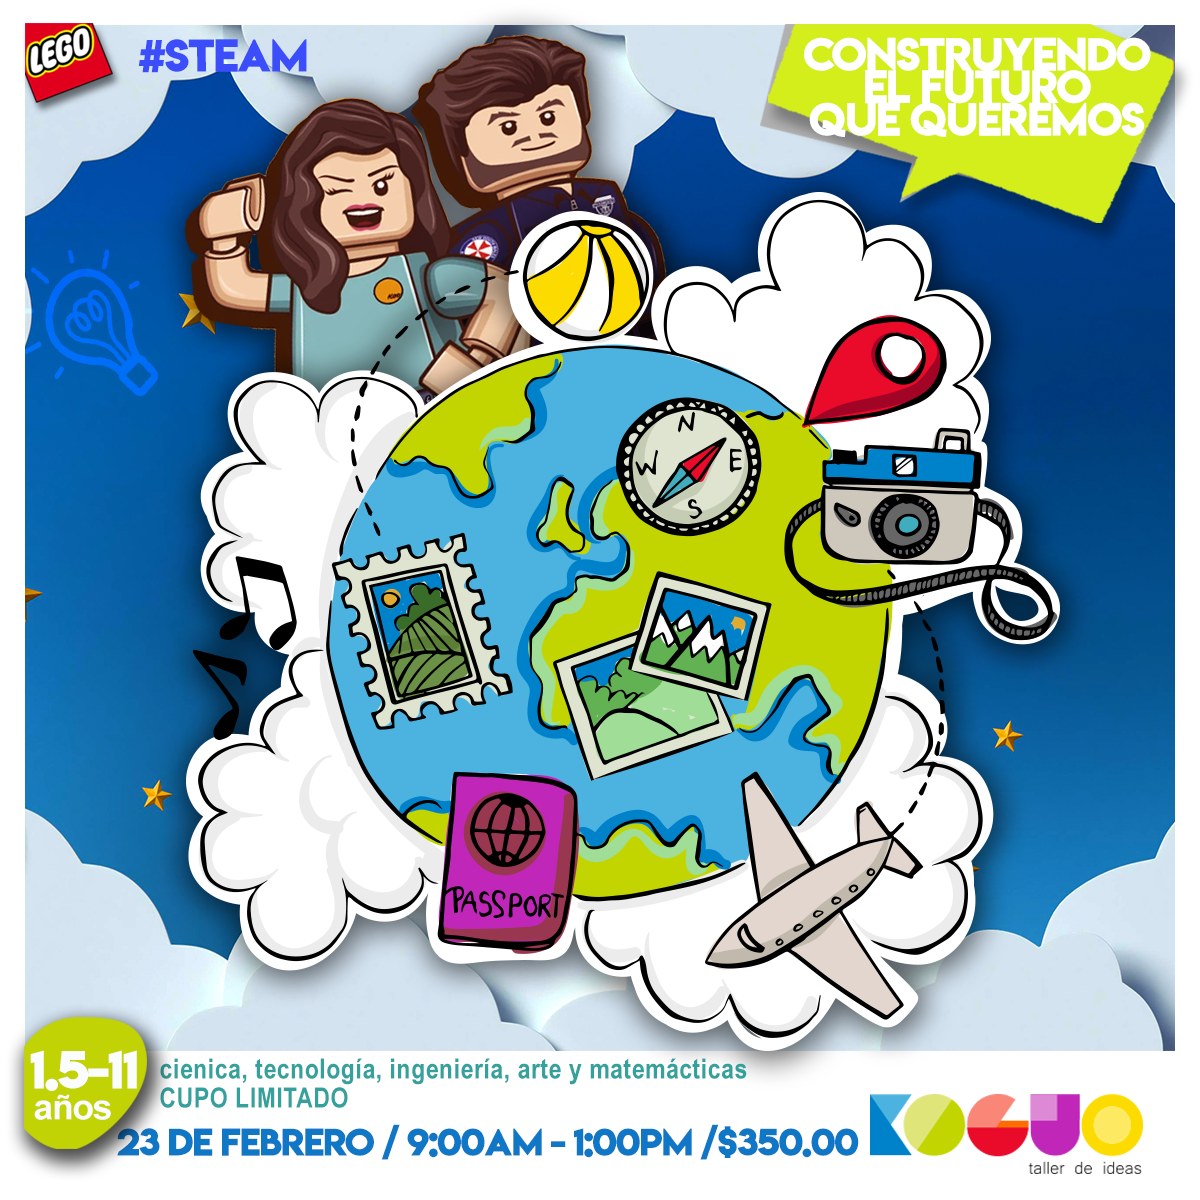 LEGO
#STEAM
CONSTRUYENDO
EL FUTURO
QUE QUEREMOS
N
W E
S
PASSPORT
1.5-11
años
cienica, tecnología, ingeniería, arte y matemácticas
CUPO LIMITADO
23 DE FEBRERO / 9:00AM - 1:00PM /$350.00
KOGUO
taller de ideas